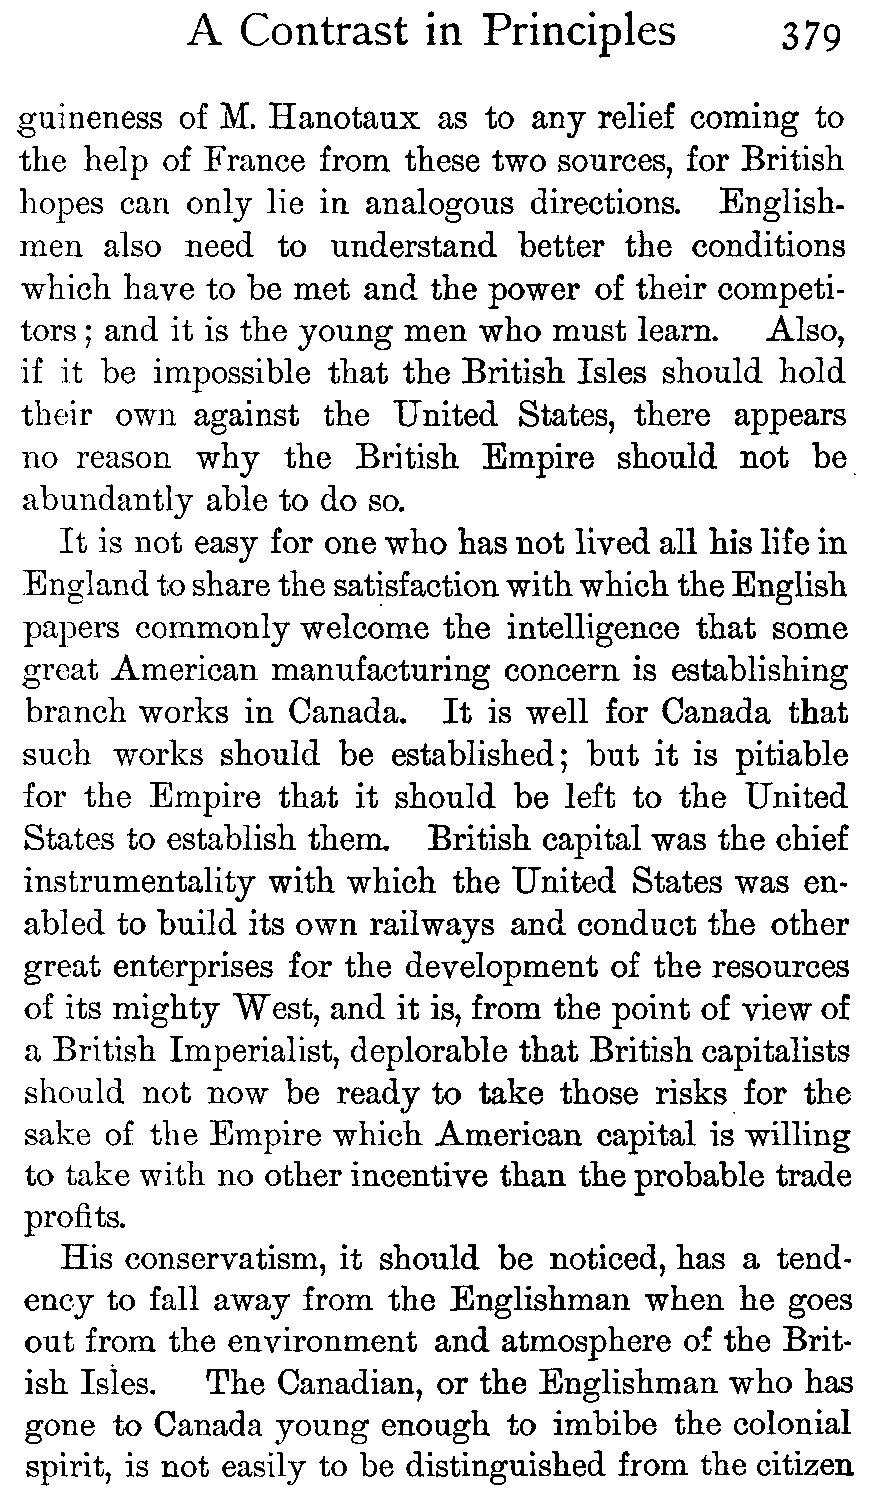 A Contrast in Principles 379
guineness of M. Hanotaux as to any relief coming to
the help of France from these two sources, for British
hopes can only lie in analogous directions. English-
men also need to understand better the conditions
which have to be met and the power of their competi-
tors; and it is the young men who must learn. Also,
if it be impossible that the British Isles should hold
their own against the United States, there appears
no reason why the British Empire should not be
abundantly able to do so.
It is not easy for one who has not lived all his life in
England to share the satisfaction with which the English
papers commonly welcome the intelligence that some
great American manufacturing concern is establishing
branch works in Canada. It is well for Canada that
such works should be established; but it is pitiable
for the Empire that it should be left to the United
States to establish them. British capital was the chief
instrumentality with which the United States was en-
abled to build its own railways and conduct the other
great enterprises for the development of the resources
of its mighty West, and it is, from the point of view of
a British Imperialist, deplorable that British capitalists
should not now be ready to take those risks for the
sake of the Empire which American capital is willing
to take with no other incentive than the probable trade
profits.
His conservatism, it should be noticed, has a tend-
ency to fall away from the Englishman when he goes
out from the environment and atmosphere of the Brit-
ish Isles. The Canadian, or the Englishman who has
gone to Canada young enough to imbibe the colonial
spirit, is not easily to be distinguished from the citizen